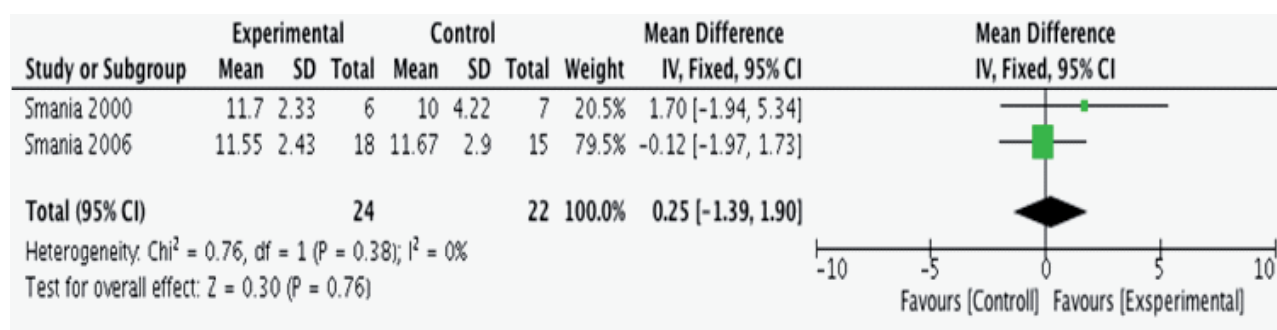 Experimental Control Mean Difference Mean Difference
Study or Subgroup Mean SD Total Mean SD Total Weight IV, Fixed, 95% CI IV, Fixed, 95% CI
Smania 2000 11.7 2.33 6 10 4.22 7 20.5% 1.70 [-1.94, 5.34]
Smania 2006 11.55 2.43 18 11.67 2.9 15 79.5% -0.12 [-1.97, 1.73]
Total (95% CI) 24 22 100.0% 0.25 [-1.39, 1.90]
Heterogeneity: Chi² = 0.76, df = 1 (P = 0.38); I² = 0%
Test for overall effect: Z = 0.30 (P = 0.76)
-10 -5 0 5 10
Favours [Controll] Favours [Exsperimental]